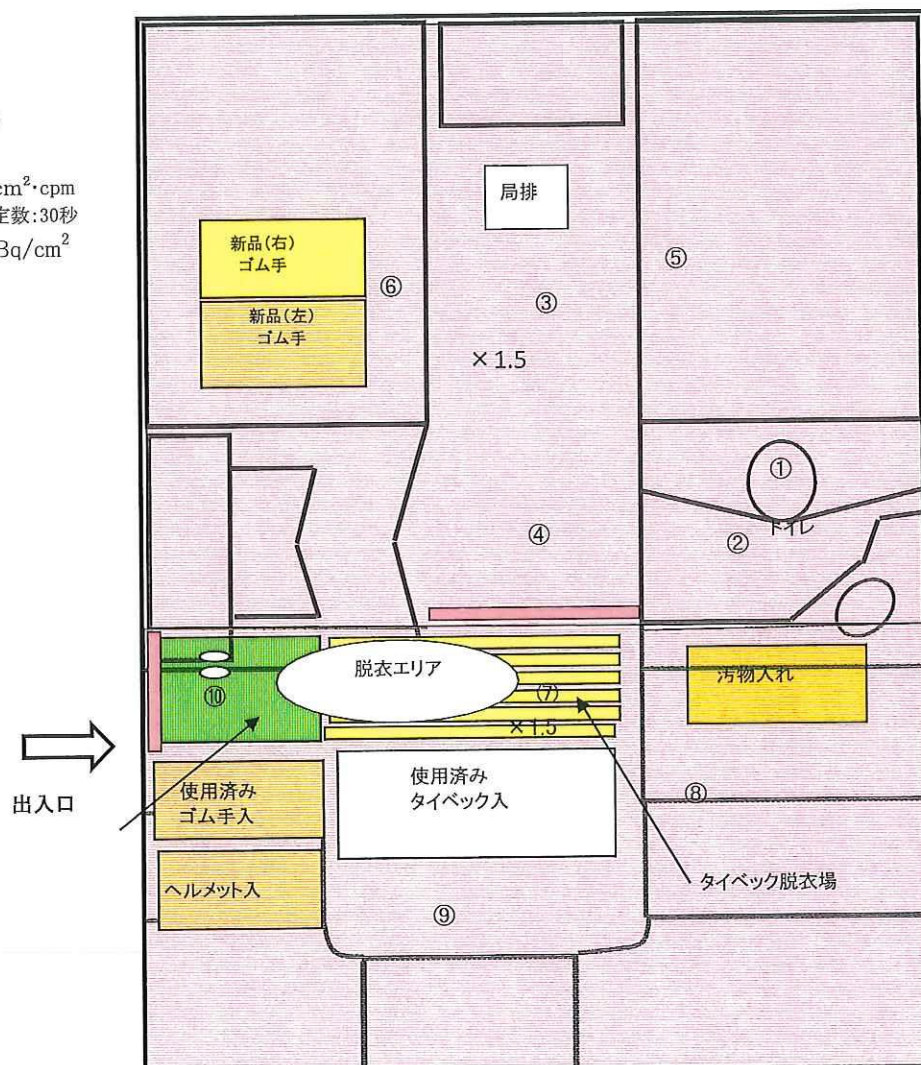 cm²・cpm
定数:30秒
Bq/cm²
局排
新品(右)
ゴム手
⑥
⑤
③
新品(左)
ゴム手
×1.5
①
④
②
トイレ
脱衣エリア
⑩
⑦
汚物入れ
×1.5
出入口
使用済み
ゴム手入
使用済み
タイベック入
⑧
ヘルメット入
タイベック脱衣場
⑨